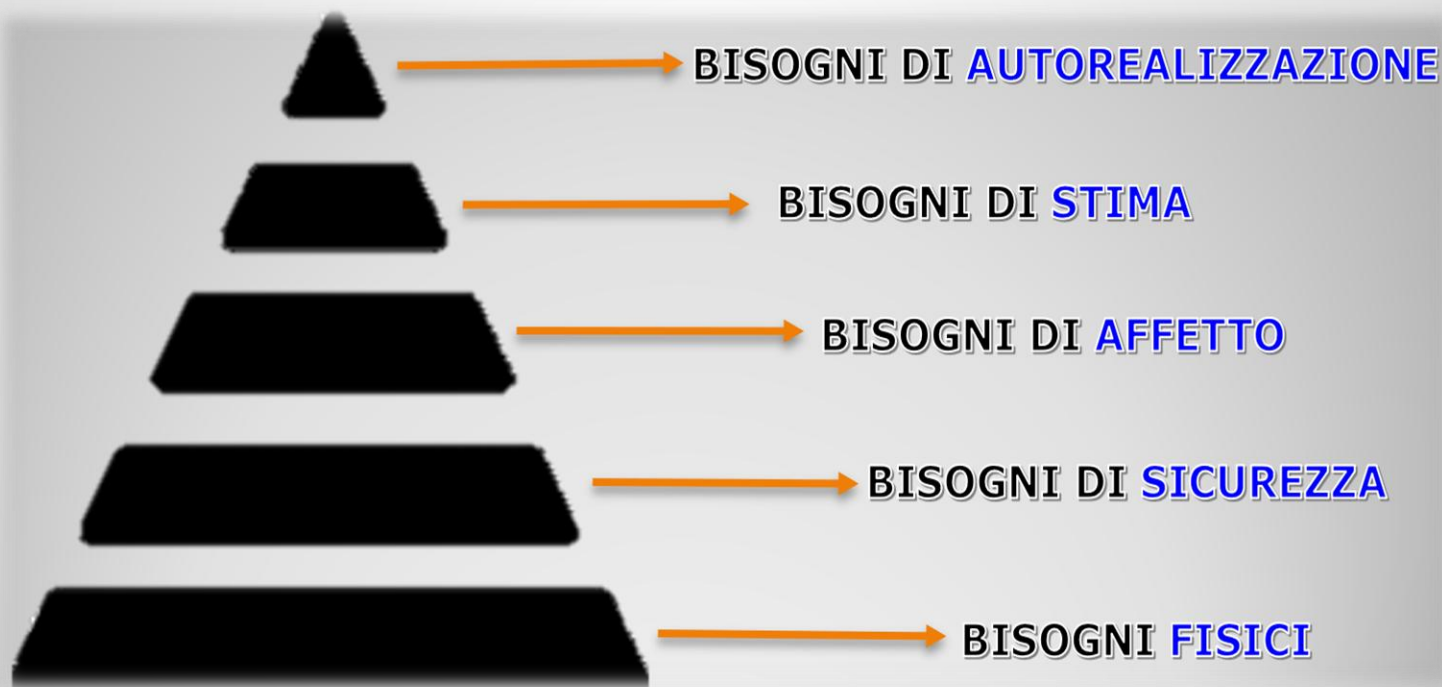 BISOGNI DI AUTOREALIZZAZIONE
BISOGNI DI STIMA
BISOGNI DI AFFETTO
BISOGNI DI SICUREZZA
BISOGNI FISICI